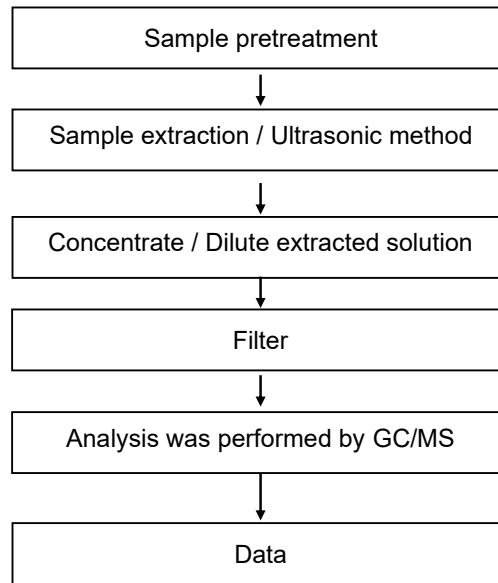 Sample pretreatment
Sample extraction / Ultrasonic method
Concentrate / Dilute extracted solution
Filter
Analysis was performed by GC/MS
Data